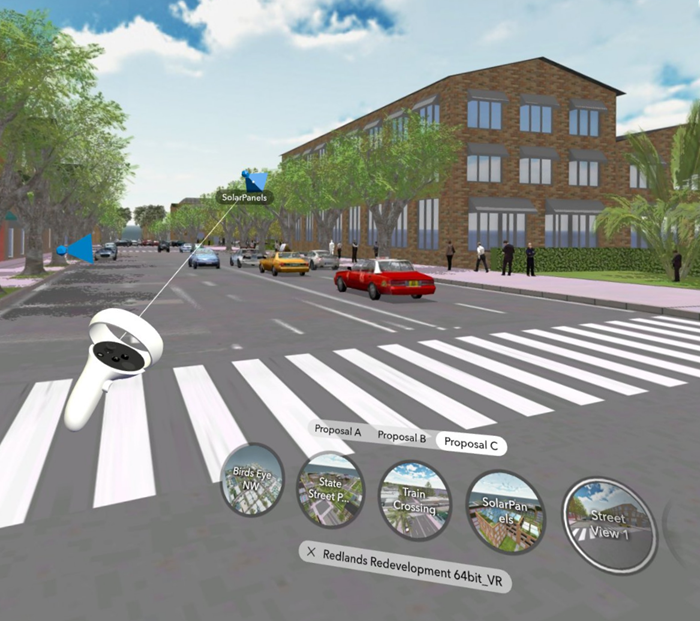 SolarPanels
Proposal A
Proposal B
Proposal C
Birds Eye
NW
State
Street P...
Train
Crossing
SolarPan
els
Street
View 1
X Redlands Redevelopment 64bit_VR